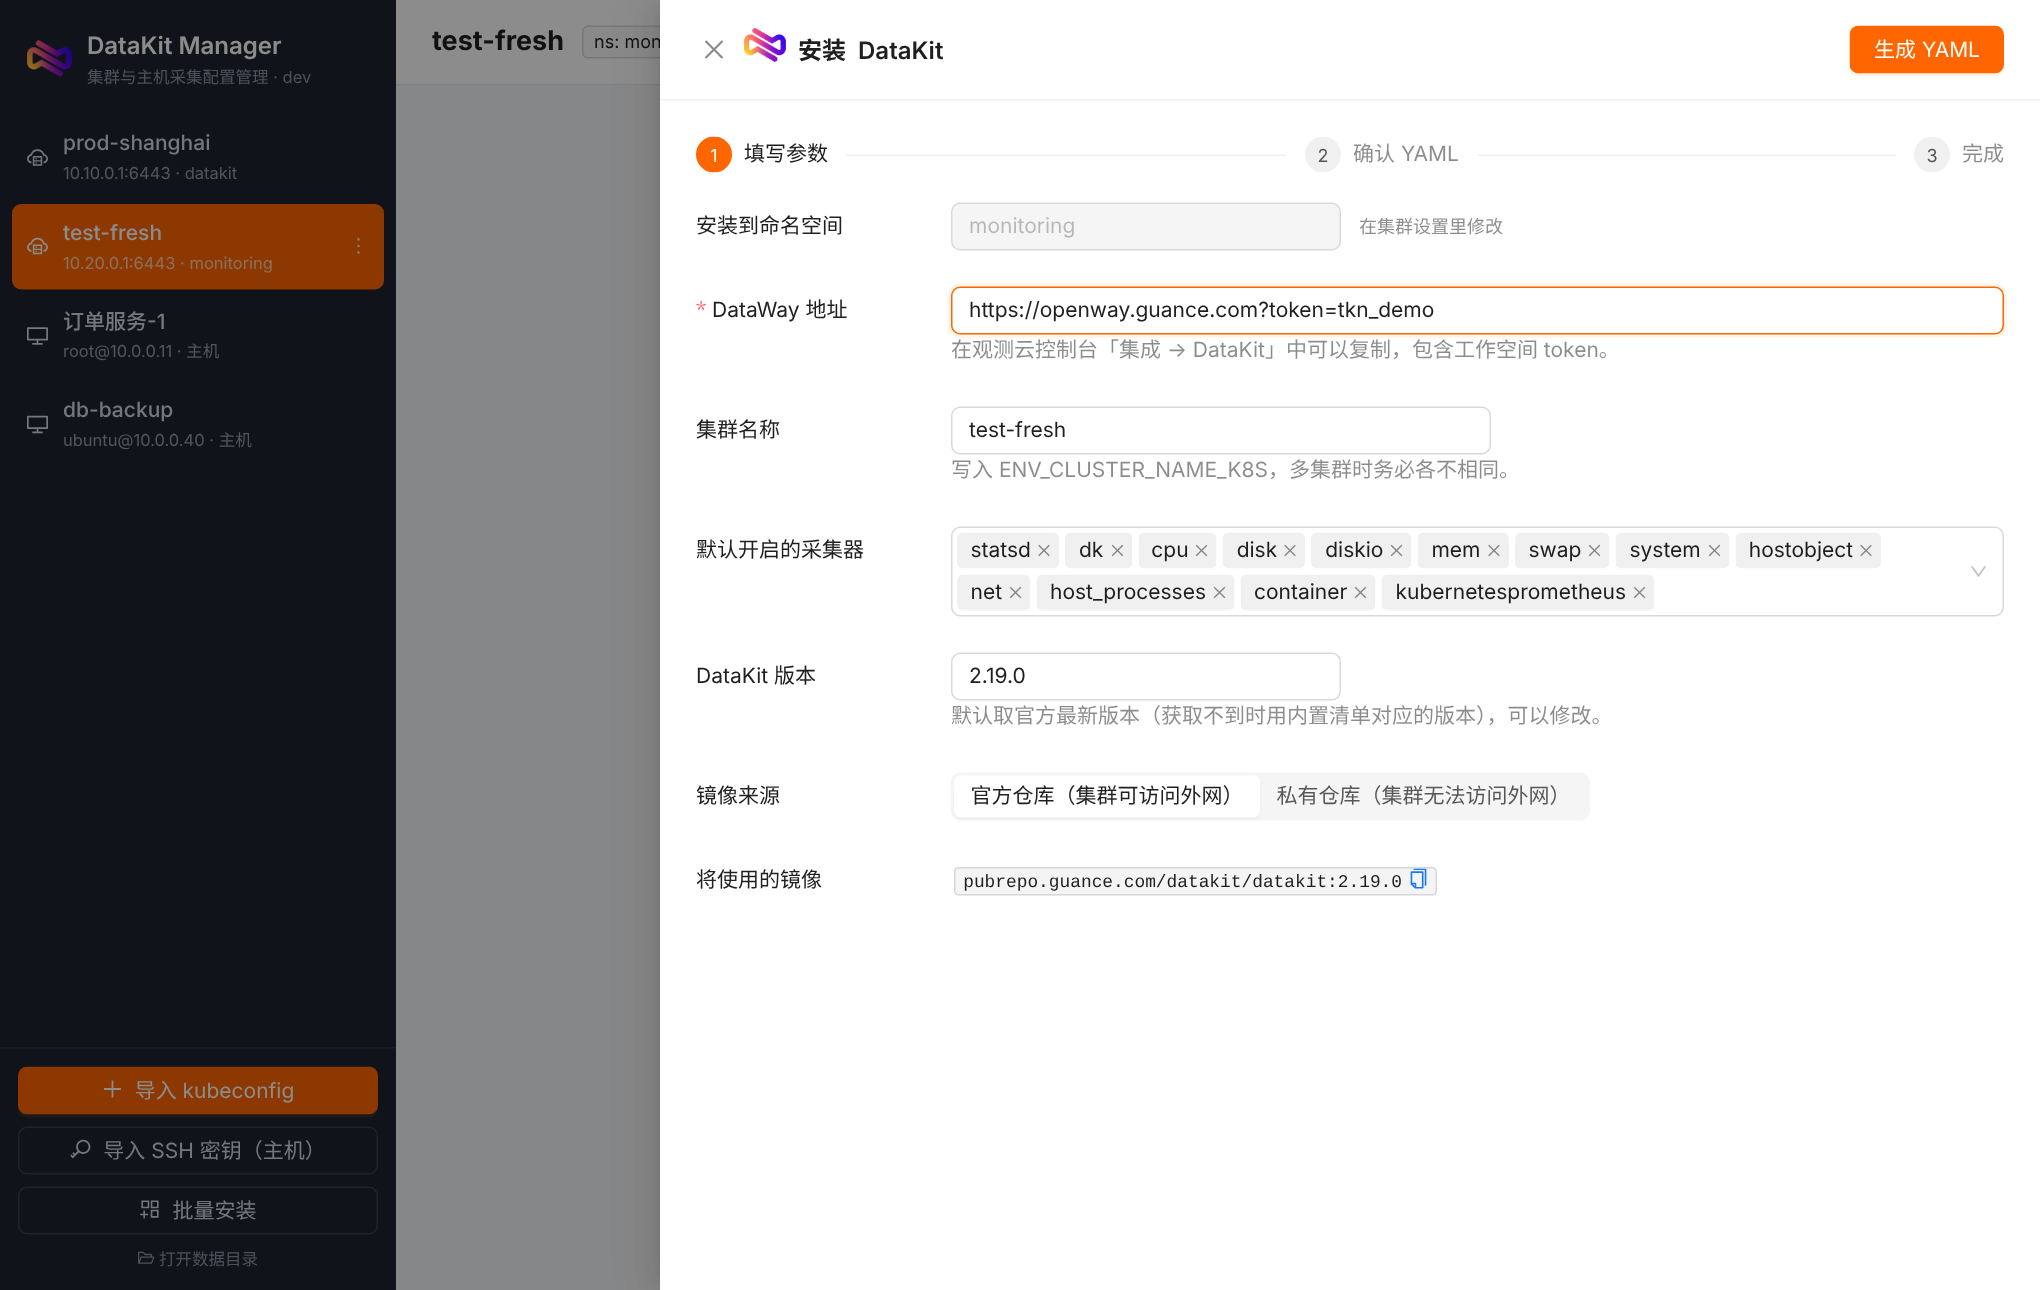 DataKit Manager
集群与主机采集配置管理 · dev
prod-shanghai
10.10.0.1:6443 · datakit
test-fresh
10.20.0.1:6443 · monitoring
订单服务-1
root@10.0.0.11 · 主机
db-backup
ubuntu@10.0.0.40 · 主机
导入 kubeconfig
导入 SSH 密钥（主机）
批量安装
打开数据目录
test-fresh ns: mon
安装 DataKit
生成 YAML
1 填写参数
2 确认 YAML
3 完成
安装到命名空间 monitoring 在集群设置里修改
* DataWay 地址 https://openway.guance.com?token=tkn_demo
在观测云控制台「集成 → DataKit」中可以复制，包含工作空间 token。
集群名称 test-fresh
写入 ENV_CLUSTER_NAME_K8S，多集群时务必各不相同。
默认开启的采集器 statsd dk cpu disk diskio mem swap system hostobject
net host_processes container kubernetesprometheus
DataKit 版本 2.19.0
默认取官方最新版本（获取不到时用内置清单对应的版本），可以修改。
镜像来源 官方仓库（集群可访问外网） 私有仓库（集群无法访问外网）
将使用的镜像 pubrepo.guance.com/datakit/datakit:2.19.0